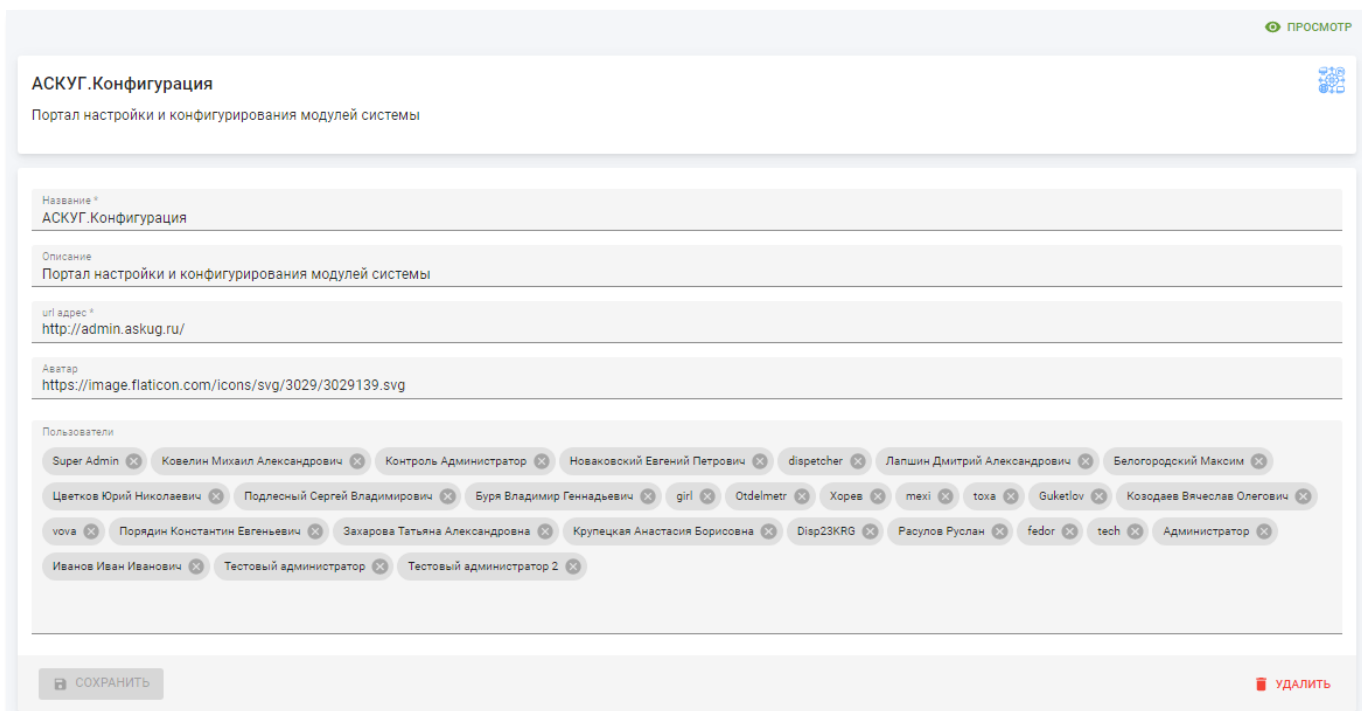 ПРОСМОТР
АСКУГ.Конфигурация
Портал настройки и конфигурирования модулей системы
Название *
АСКУГ.Конфигурация
Описание
Портал настройки и конфигурирования модулей системы
url адрес *
http://admin.askug.ru/
Аватар
https://image.flaticon.com/icons/svg/3029/3029139.svg
Пользователи
Super Admin Ковелин Михаил Александрович Контроль Администратор Новаковский Евгений Петрович dispetcher Лапшин Дмитрий Александрович Белогородский Максим
Цветков Юрий Николаевич Подлесный Сергей Владимирович Буря Владимир Геннадьевич girl Otdelmetr Хорев mexi toxa Guketlov Козодаев Вячеслав Олегович
vova Порядин Константин Евгеньевич Захарова Татьяна Александровна Крупецкая Анастасия Борисовна Disp23KRG Расулов Руслан fedor tech Администратор
Иванов Иван Иванович Тестовый администратор Тестовый администратор 2
СОХРАНИТЬ УДАЛИТЬ